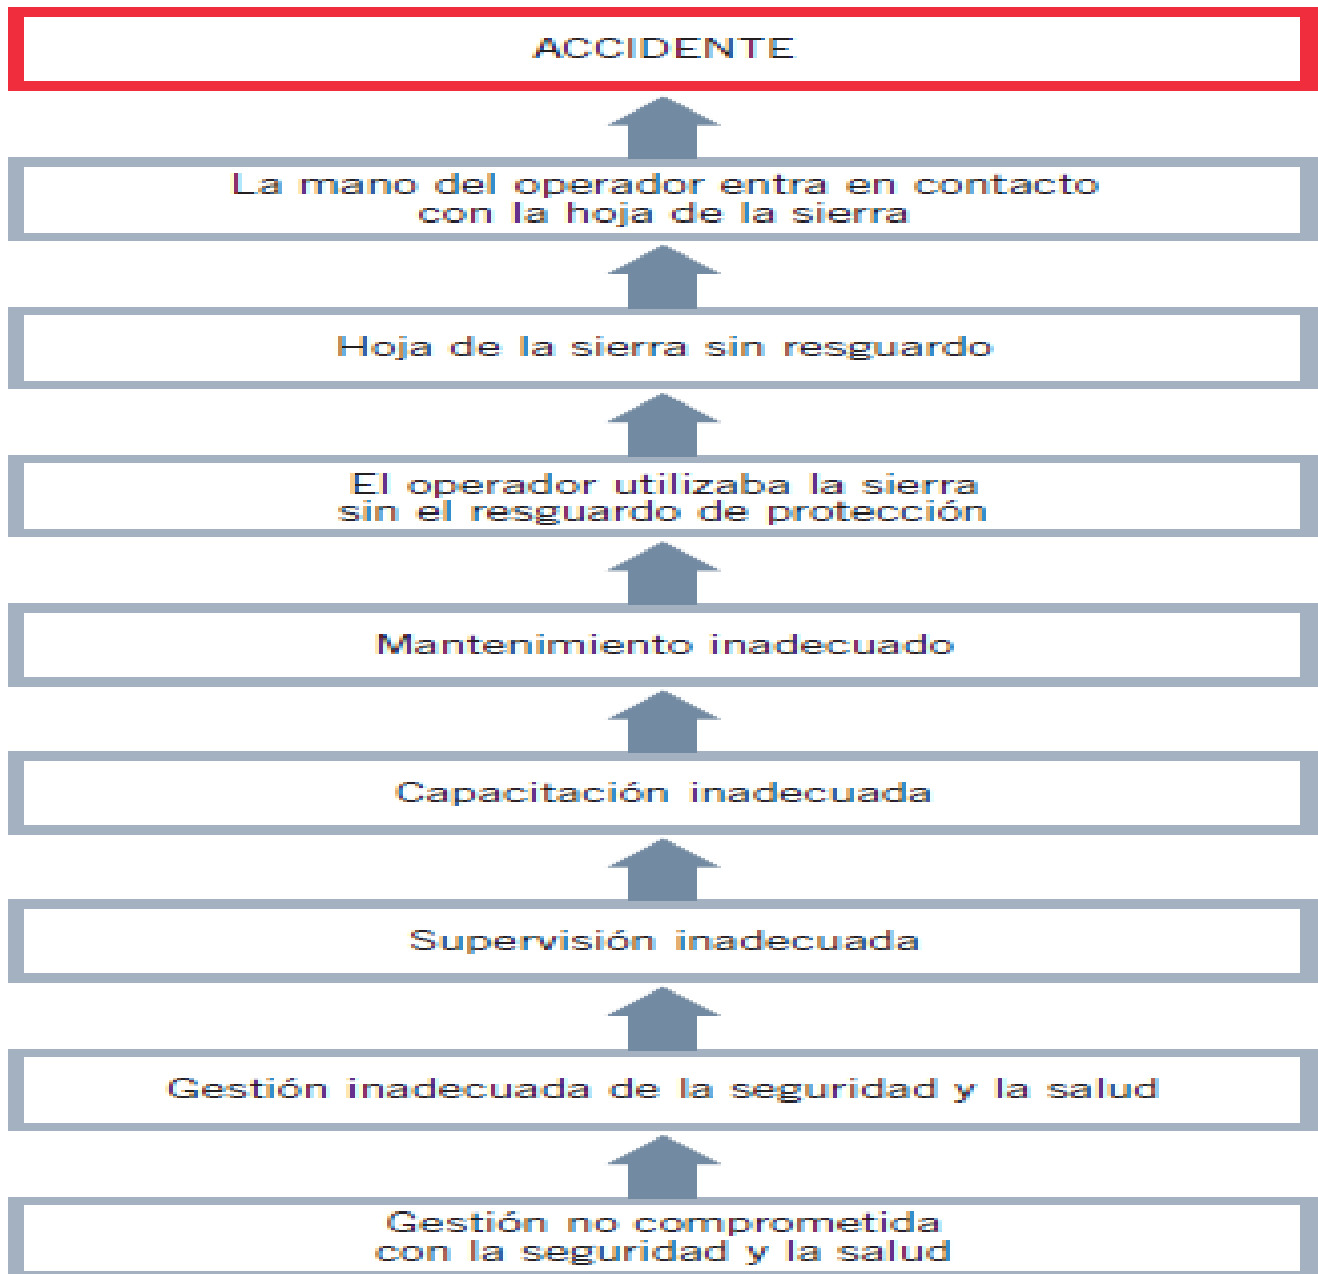 ACCIDENTE
La mano del operador entra en contacto
con la hoja de la sierra
Hoja de la sierra sin resguardo
El operador utilizaba la sierra
sin el resguardo de protección
Mantenimiento inadecuado
Capacitación inadecuada
Supervisión inadecuada
Gestión inadecuada de la seguridad y la salud
Gestión no comprometida
con la seguridad y la salud